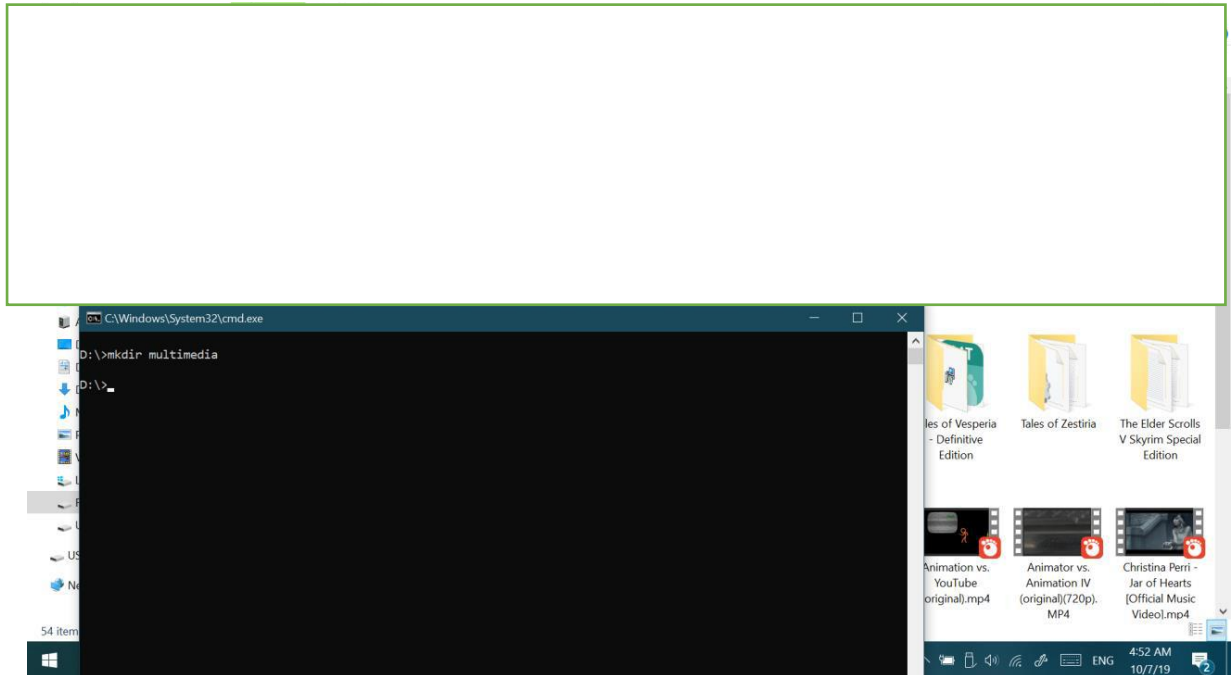 C:\Windows\System32\cmd.exe
D:\>mkdir multimedia
D:\>
of Vesperia
- Definitive
Edition
Tales of Zestiria
The Elder Scrolls
V Skyrim Special
Edition
Animation vs.
YouTube
original).mp4
Animator vs.
Animation IV
(original)(720p).
MP4
Christina Perri -
Jar of Hearts
[Official Music
Video].mp4
54 item
ENG
4:52 AM
10/7/19
2